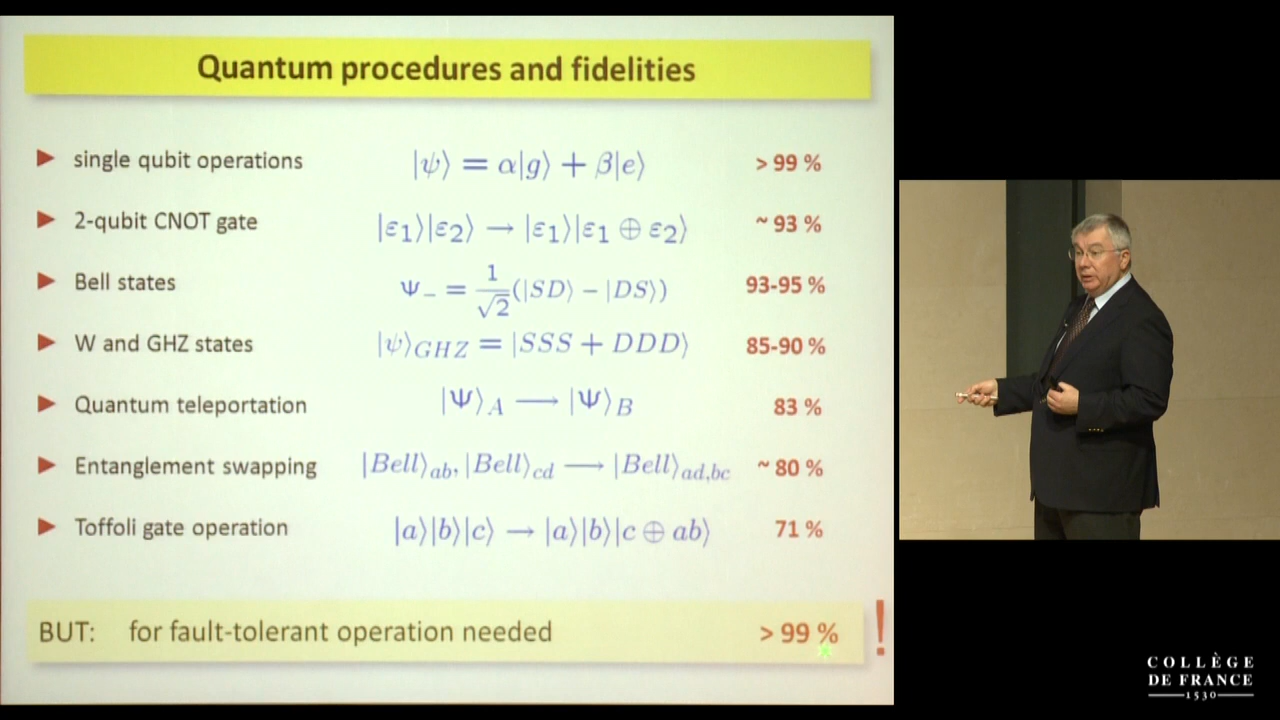 Quantum procedures and fidelities
► single qubit operations |ψ⟩ = α|g⟩ + β|e⟩ > 99 %
► 2-qubit CNOT gate |ε₁⟩|ε₂⟩ → |ε₁⟩|ε₁ ⊕ ε₂⟩ ~ 93 %
► Bell states Ψ₋ = 1/√2 (|SD⟩ − |DS⟩) 93-95 %
► W and GHZ states |ψ⟩GHZ = |SSS + DDD⟩ 85-90 %
► Quantum teleportation |Ψ⟩A ⟶ |Ψ⟩B 83 %
► Entanglement swapping |Bell⟩ab, |Bell⟩cd ⟶ |Bell⟩ad,bc ~ 80 %
► Toffoli gate operation |a⟩|b⟩|c⟩ → |a⟩|b⟩|c ⊕ ab⟩ 71 %
BUT: for fault-tolerant operation needed > 99 % !
COLLÈGE
DE FRANCE
1530